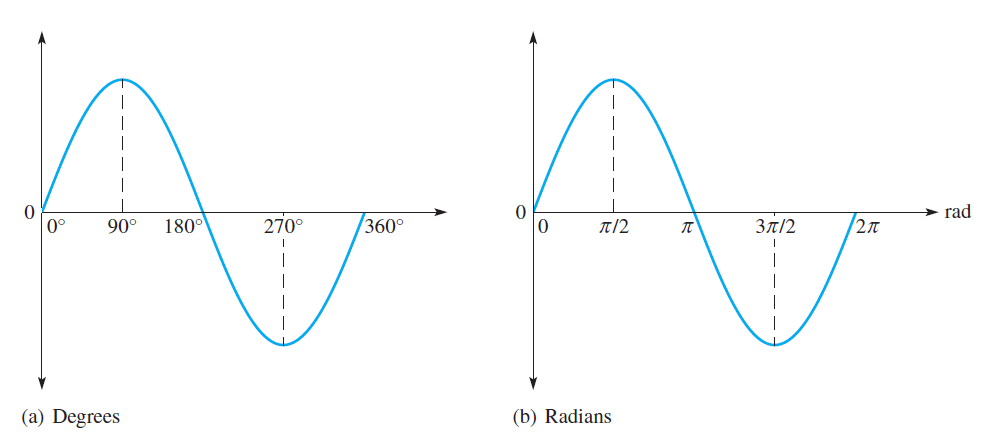 0
0° 90° 180° 270° 360°
(a) Degrees
0
0 π/2 π 3π/2 2π
rad
(b) Radians